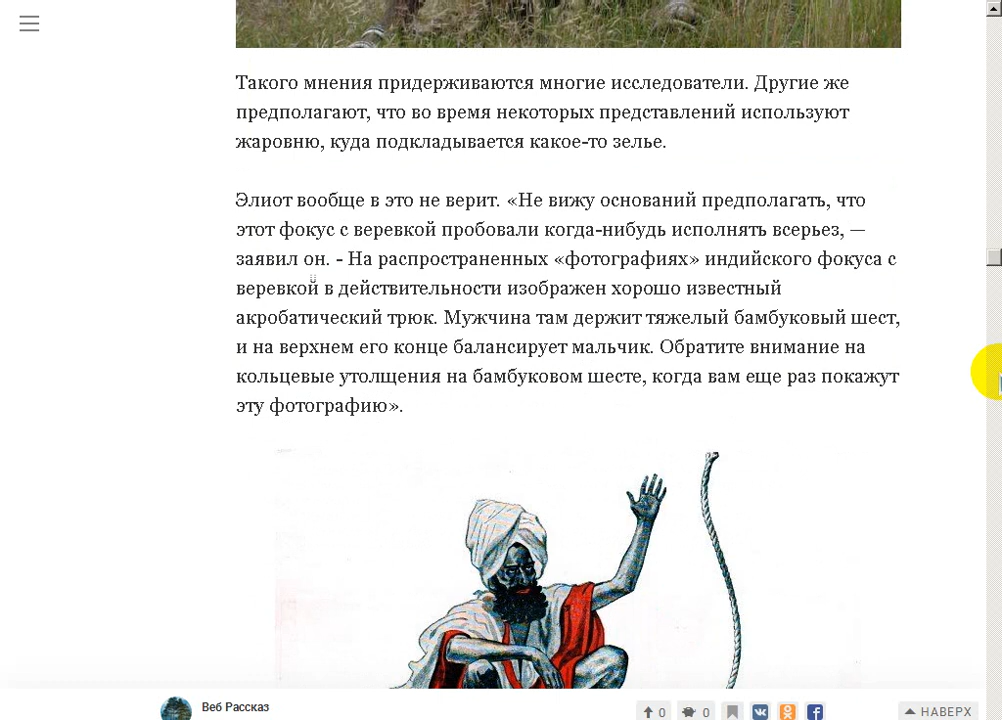 Такого мнения придерживаются многие исследователи. Другие же
предполагают, что во время некоторых представлений используют
жаровню, куда подкладывается какое-то зелье.
Элиот вообще в это не верит. «Не вижу оснований предполагать, что
этот фокус с веревкой пробовали когда-нибудь исполнять всерьез, —
заявил он. - На распространенных «фотографиях» индийского фокуса с
веревкой в действительности изображен хорошо известный
акробатический трюк. Мужчина там держит тяжелый бамбуковый шест,
и на верхнем его конце балансирует мальчик. Обратите внимание на
кольцевые утолщения на бамбуковом шесте, когда вам еще раз покажут
эту фотографию».
Веб Рассказ
0
0
НАВЕРХ